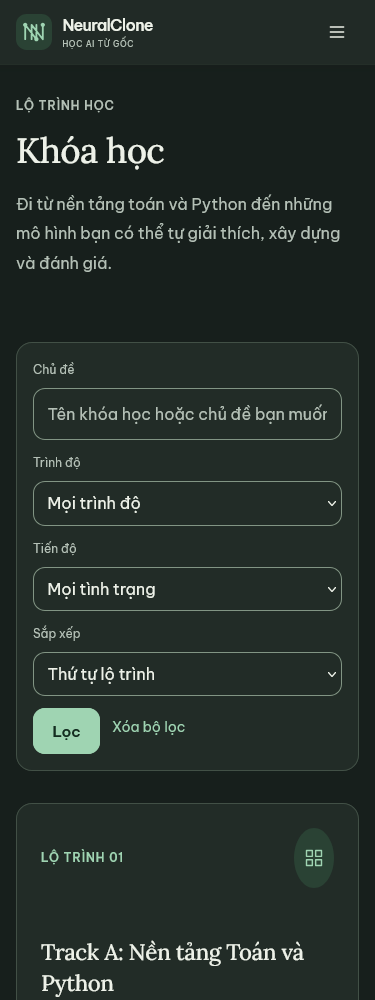 NeuralClone
HỌC AI TỪ GỐC
LỘ TRÌNH HỌC
Khóa học
Đi từ nền tảng toán và Python đến những
mô hình bạn có thể tự giải thích, xây dựng
và đánh giá.
Chủ đề
Tên khóa học hoặc chủ đề bạn muốn
Trình độ
Mọi trình độ
Tiến độ
Mọi tình trạng
Sắp xếp
Thứ tự lộ trình
Lọc
Xóa bộ lọc
LỘ TRÌNH 01
Track A: Nền tảng Toán và
Python